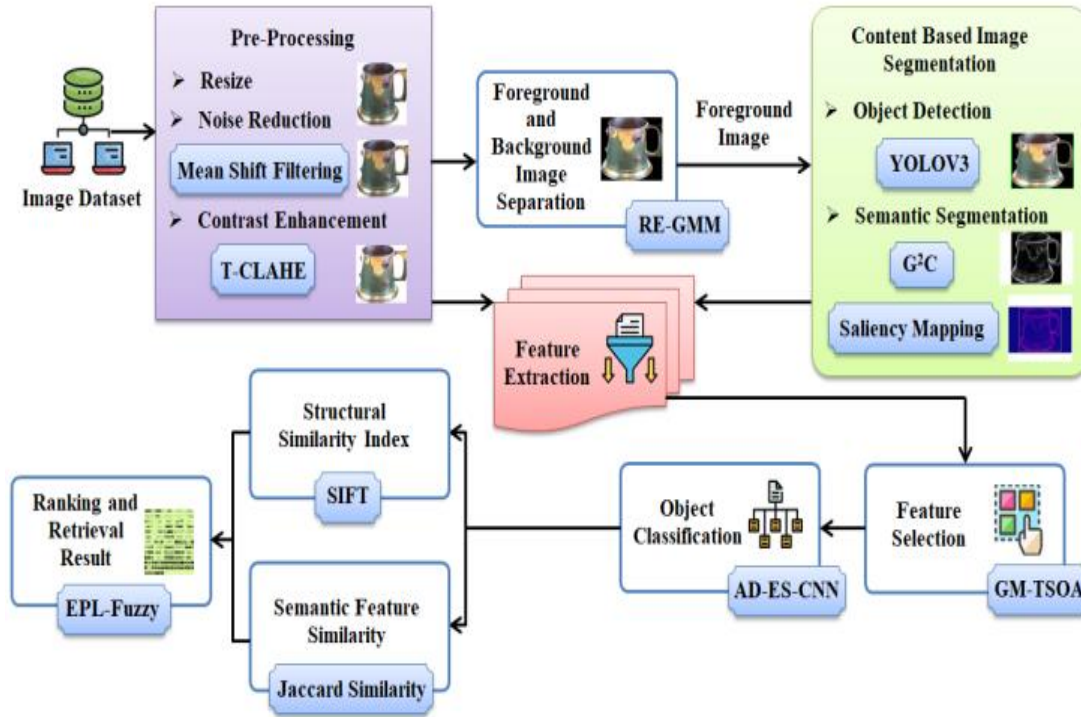 Image Dataset
Pre-Processing
➤ Resize
➤ Noise Reduction
Mean Shift Filtering
➤ Contrast Enhancement
T-CLAHE
Foreground
and
Background
Image
Separation
RE-GMM
Foreground
Image
Content Based Image
Segmentation
➤ Object Detection
YOLOV3
➤ Semantic Segmentation
G²C
Saliency Mapping
Feature
Extraction
Feature
Selection
GM-TSOA
Object
Classification
AD-ES-CNN
Structural
Similarity Index
SIFT
Semantic Feature
Similarity
Jaccard Similarity
Ranking and
Retrieval
Result
EPL-Fuzzy